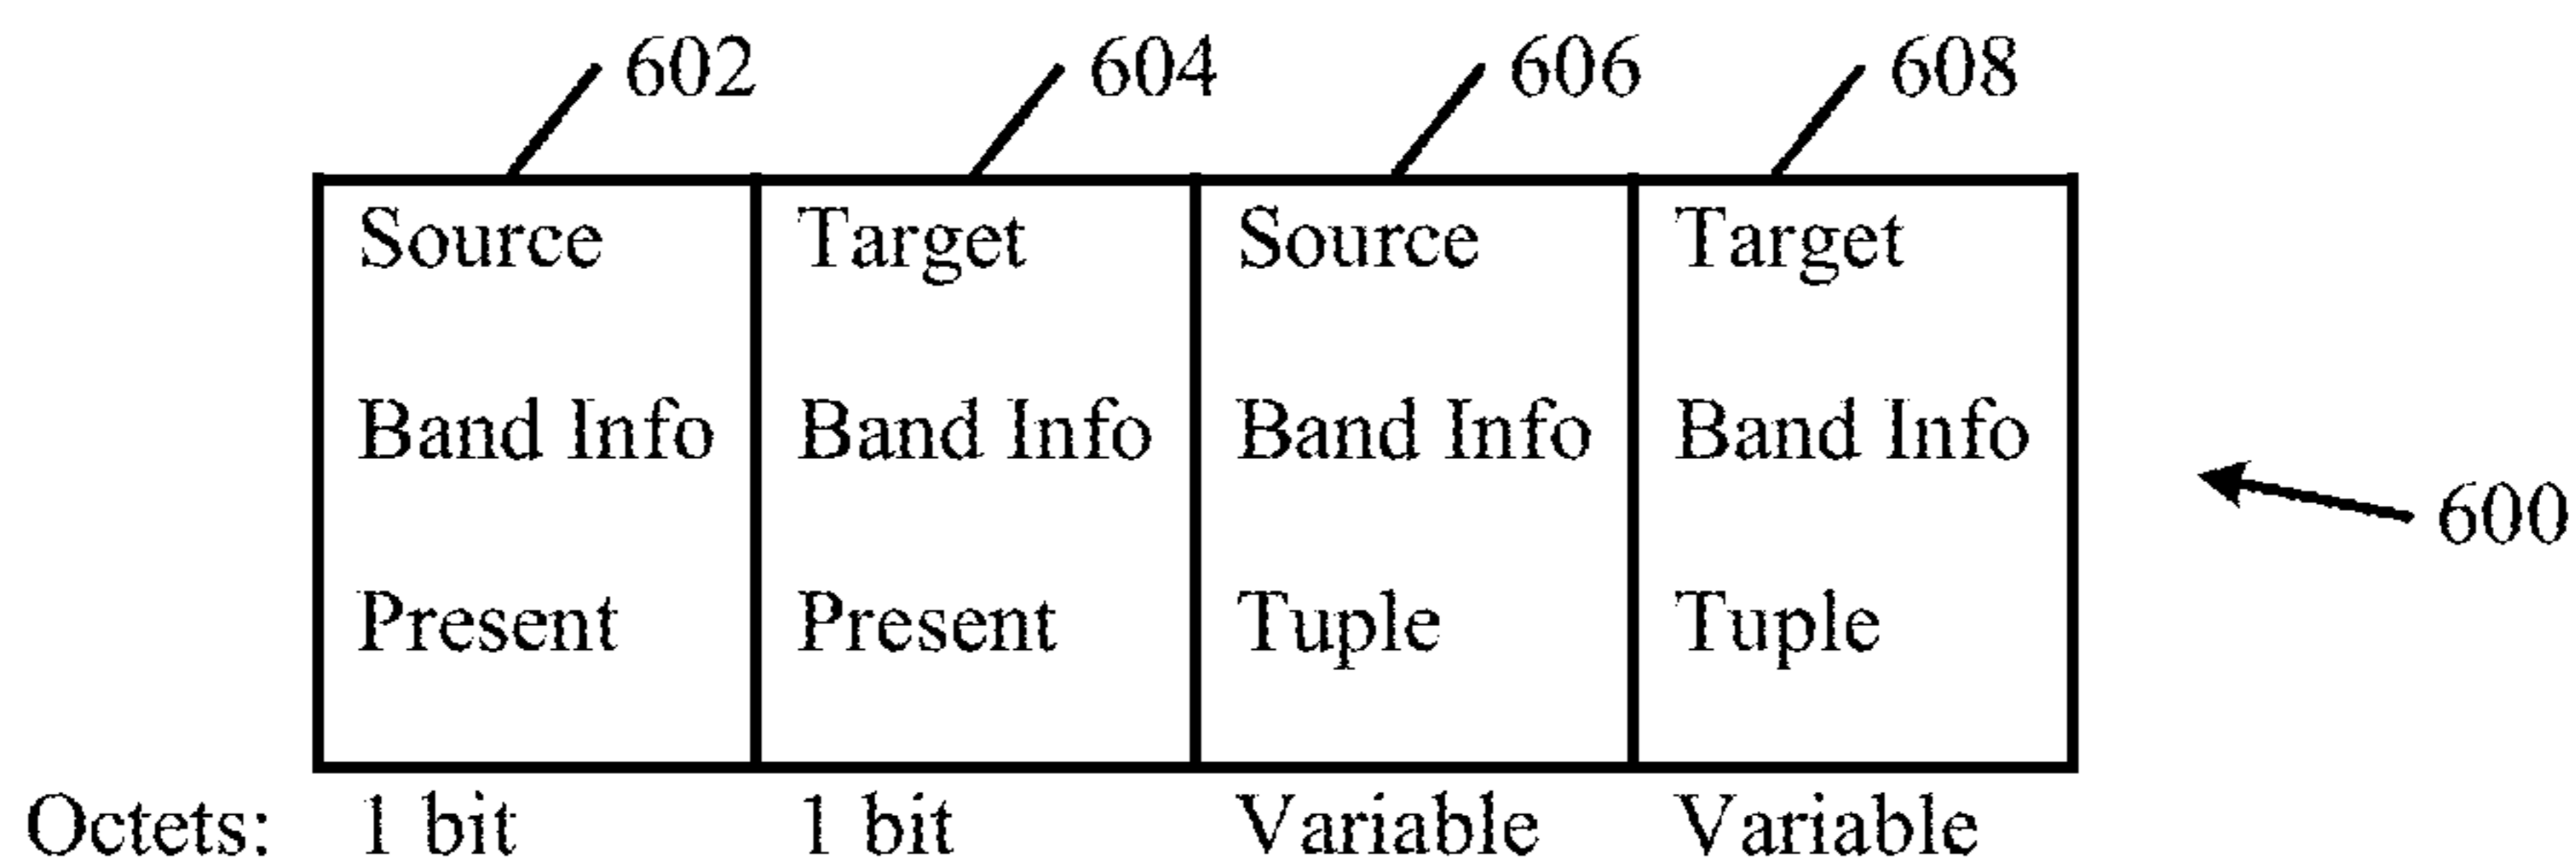 602 604 606 608
Source Target Source Target
Band Info Band Info Band Info Band Info
600
Present Present Tuple Tuple
Octets: 1 bit 1 bit Variable Variable